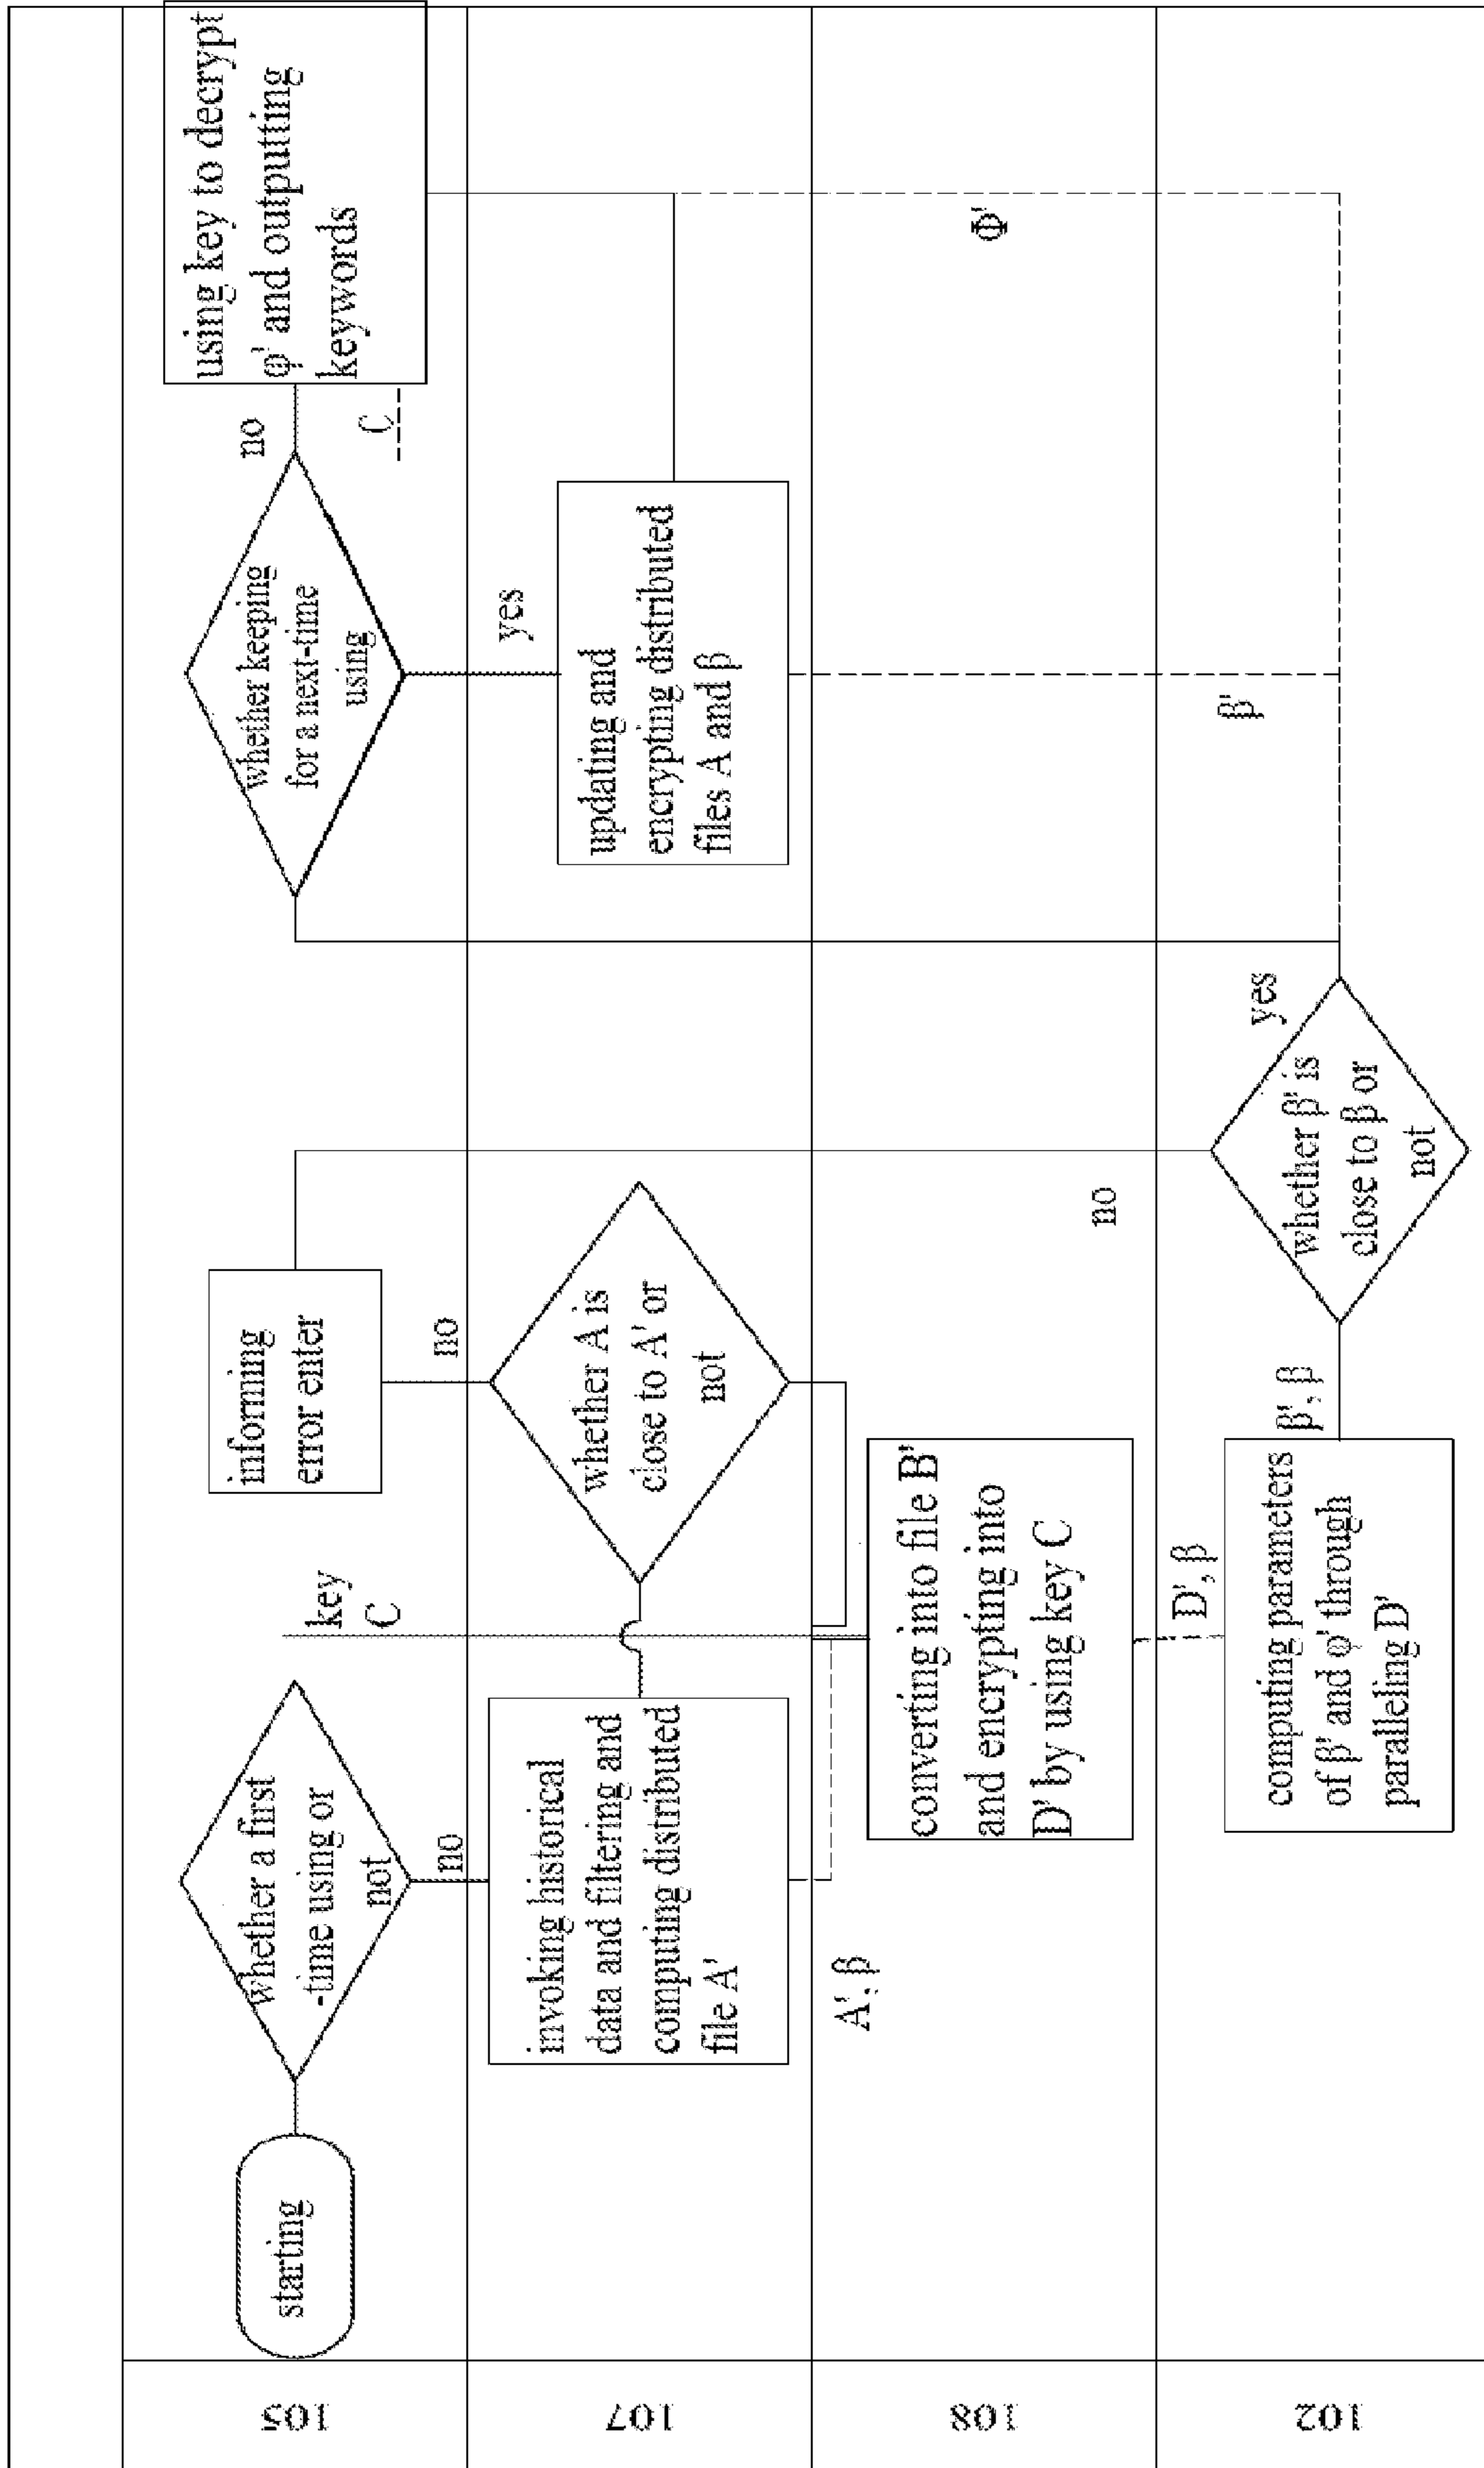 105
starting
whether a first
-time using or
not
no
key
C
informing
error enter
whether keeping
for a next-time
using
no
C
using key to decrypt
φ' and outputting
keywords
107
invoking historical
data and filtering and
computing distributed
file A'
whether A is
close to A' or
not
no
yes
updating and
encrypting distributed
files A and β
108
A', β
converting into file B'
and encrypting into
D' by using key C
no
β'
Φ'
102
D', β
computing parameters
of β' and φ' through
paralleling D'
β', β
whether β' is
close to β or
not
yes